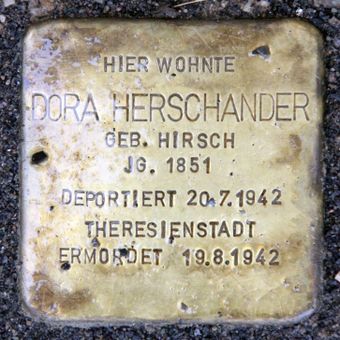 HIER WOHNTE
DORA HERSCHANDER
GEB. HIRSCH
JG. 1851
DEPORTIERT 20.7.1942
THERESIENSTADT
ERMORDET 19.8.1942